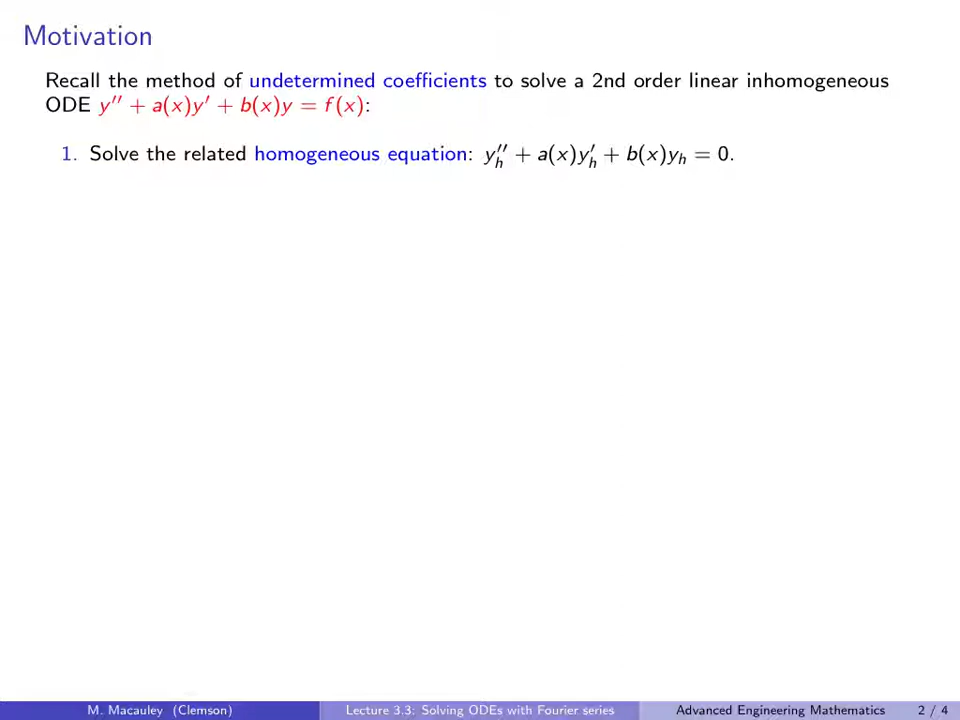 Motivation
Recall the method of undetermined coefficients to solve a 2nd order linear inhomogeneous
ODE y′′ + a(x)y′ + b(x)y = f(x):
1. Solve the related homogeneous equation: y′′_h + a(x)y′_h + b(x)y_h = 0.
M. Macauley (Clemson) Lecture 3.3: Solving ODEs with Fourier series Advanced Engineering Mathematics 2 / 4